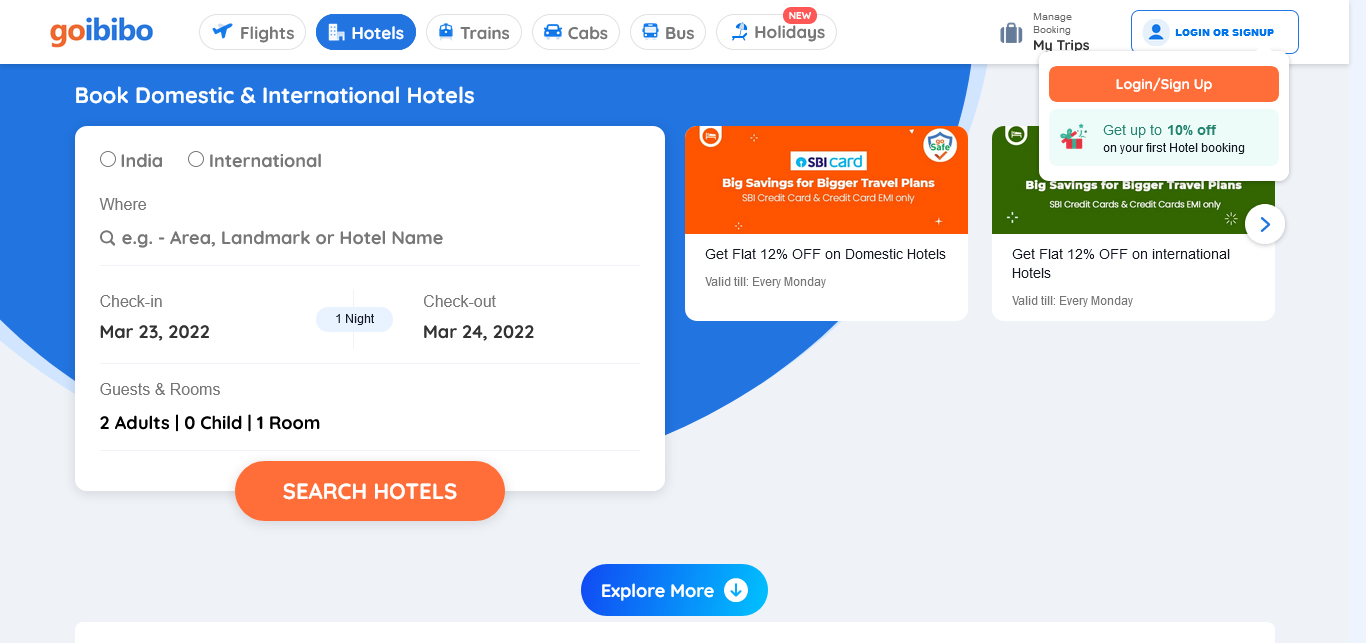 goibibo
Flights
Hotels
Trains
Cabs
Bus
NEW
Holidays
Manage
Booking
My Trips
LOGIN OR SIGNUP
Login/Sign Up
Get up to 10% off
on your first Hotel booking
Book Domestic & International Hotels
India
International
Where
e.g. - Area, Landmark or Hotel Name
Check-in
Mar 23, 2022
1 Night
Check-out
Mar 24, 2022
Guests & Rooms
2 Adults | 0 Child | 1 Room
SEARCH HOTELS
go
Safe
SBI card
Big Savings for Bigger Travel Plans
SBI Credit Card & Credit Card EMI only
Get Flat 12% OFF on Domestic Hotels
Valid till: Every Monday
Big Savings for Bigger Travel Plans
SBI Credit Cards & Credit Cards EMI only
Get Flat 12% OFF on international
Hotels
Valid till: Every Monday
Explore More